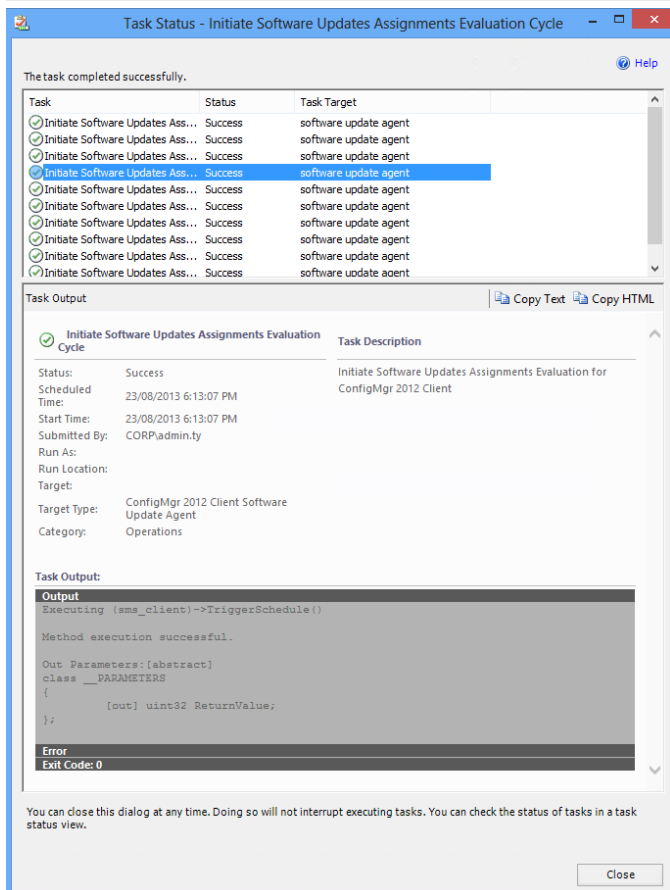 Task Status - Initiate Software Updates Assignments Evaluation Cycle
Help
The task completed successfully.
Task Status Task Target
Initiate Software Updates Ass... Success software update agent
Initiate Software Updates Ass... Success software update agent
Initiate Software Updates Ass... Success software update agent
Initiate Software Updates Ass... Success software update agent
Initiate Software Updates Ass... Success software update agent
Initiate Software Updates Ass... Success software update agent
Initiate Software Updates Ass... Success software update agent
Initiate Software Updates Ass... Success software update agent
Initiate Software Updates Ass... Success software update agent
Initiate Software Updates Ass... Success software update agent
Task Output Copy Text Copy HTML
Initiate Software Updates Assignments Evaluation
Cycle
Status: Success
Scheduled
Time: 23/08/2013 6:13:07 PM
Start Time: 23/08/2013 6:13:07 PM
Submitted By: CORP\admin.ty
Run As:
Run Location:
Target:
Target Type: ConfigMgr 2012 Client Software
Update Agent
Category: Operations
Task Description
Initiate Software Updates Assignments Evaluation for
ConfigMgr 2012 Client
Task Output:
Output
Executing (sms_client)->TriggerSchedule()
Method execution successful.
Out Parameters:[abstract]
class __PARAMETERS
{
[out] uint32 ReturnValue;
};
Error
Exit Code: 0
You can close this dialog at any time. Doing so will not interrupt executing tasks. You can check the status of tasks in a task
status view.
Close